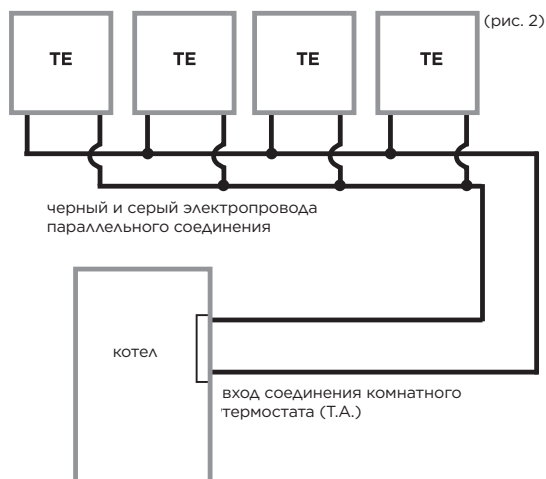 (рис. 2)
TE TE TE TE
черный и серый электропровода
параллельного соединения
котел
вход соединения комнатного
термостата (Т.А.)